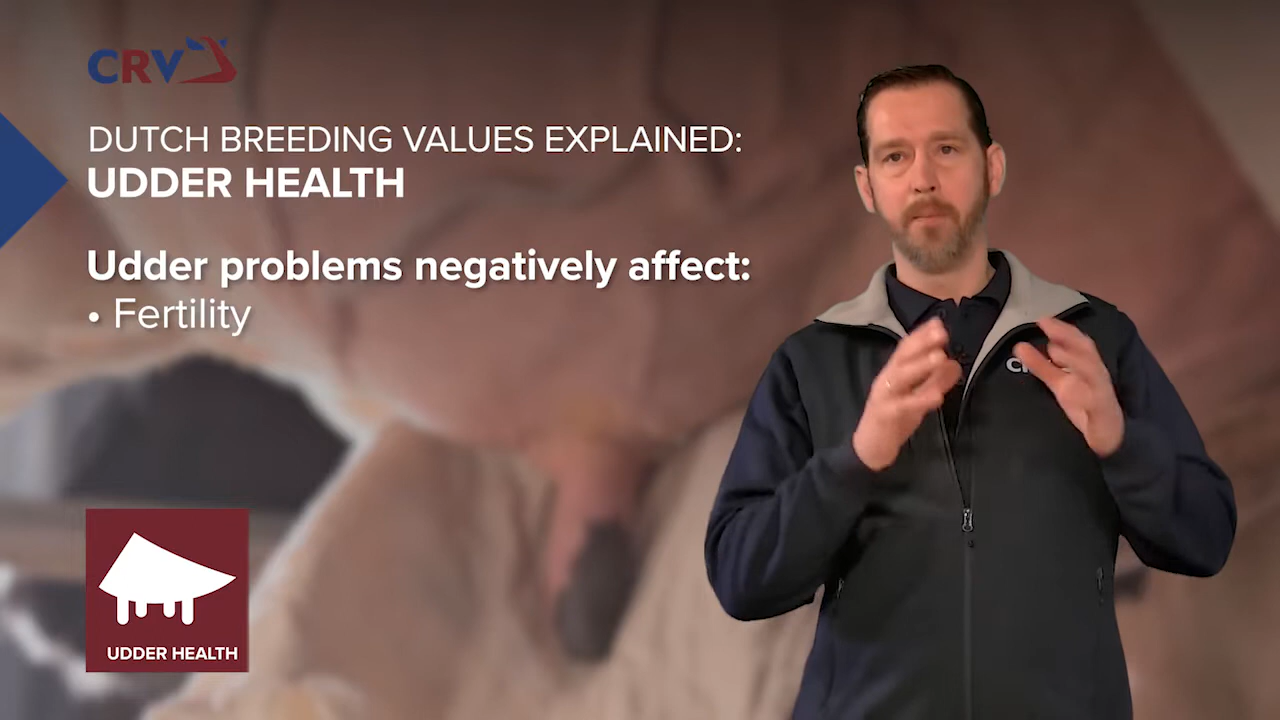 CRV
DUTCH BREEDING VALUES EXPLAINED:
UDDER HEALTH
Udder problems negatively affect:
• Fertility
UDDER HEALTH